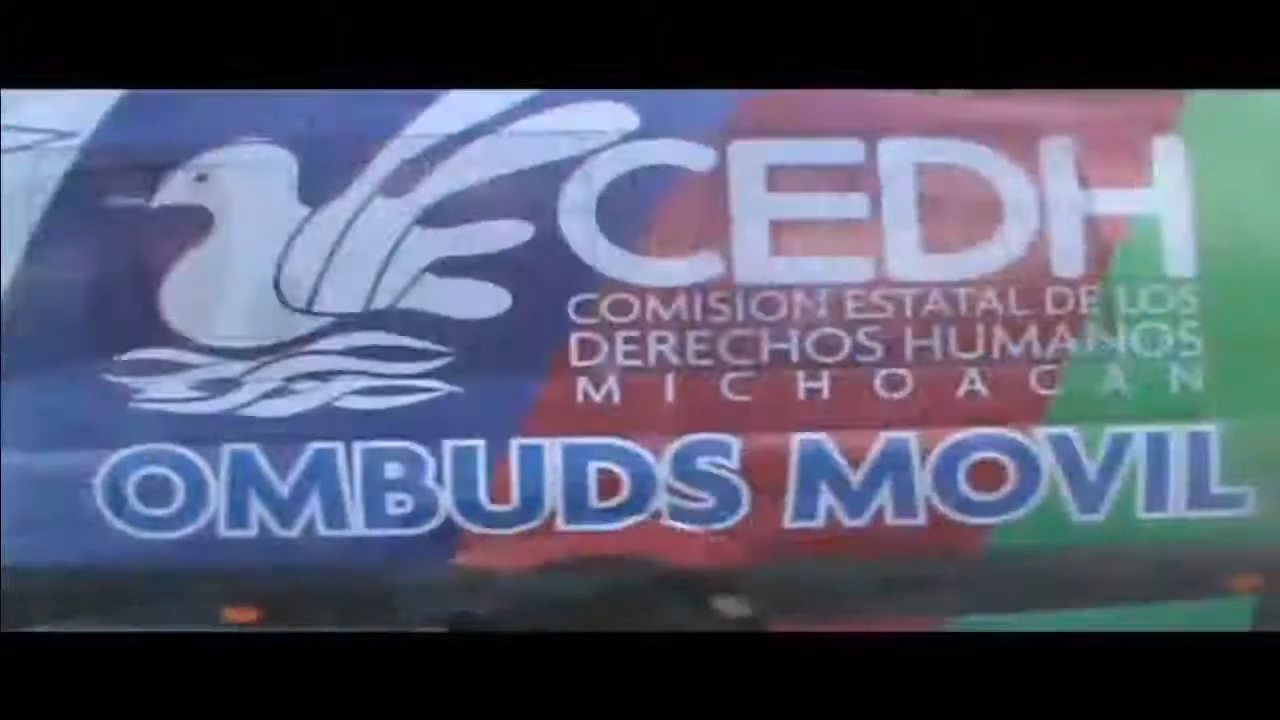 CEDH
COMISION ESTATAL DE LOS
DERECHOS HUMANOS
MICHOACAN
OMBUDS MOVIL